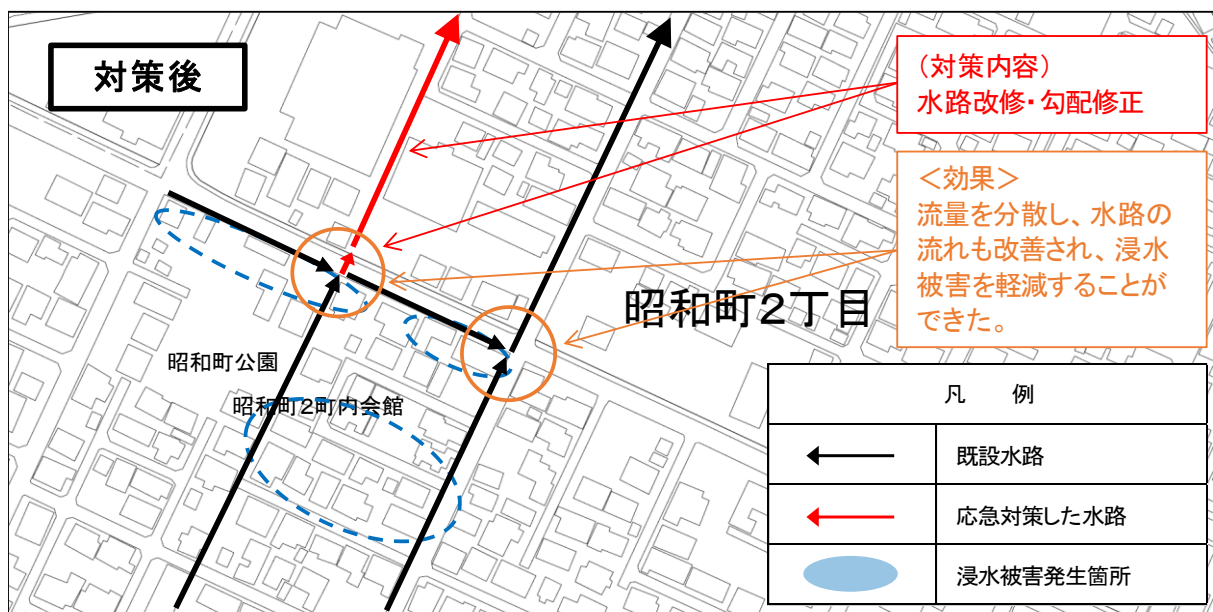 対策後
(対策内容)
水路改修・勾配修正
＜効果＞
流量を分散し、水路の
流れも改善され、浸水
被害を軽減することが
できた。
昭和町2丁目
昭和町公園
昭和町2町内会館
凡 例
既設水路
応急対策した水路
浸水被害発生箇所